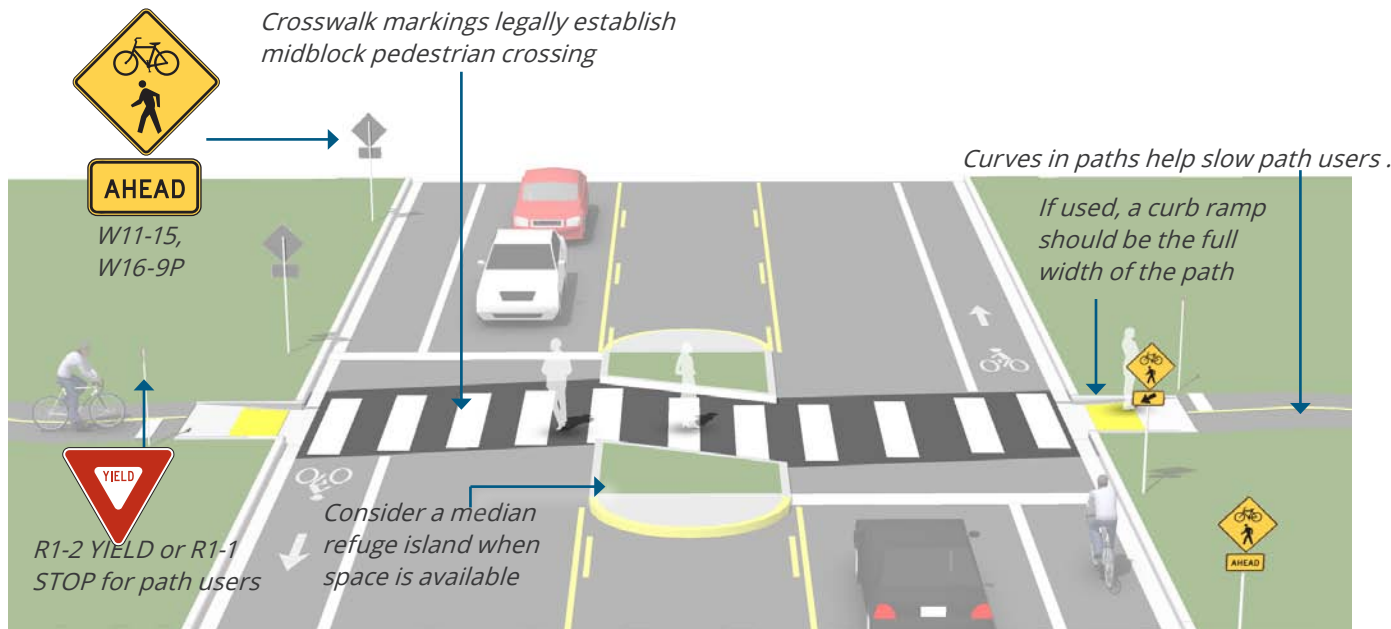 Crosswalk markings legally establish
midblock pedestrian crossing
AHEAD
W11-15,
W16-9P
Curves in paths help slow path users .
If used, a curb ramp
should be the full
width of the path
YIELD
R1-2 YIELD or R1-1
STOP for path users
Consider a median
refuge island when
space is available
AHEAD